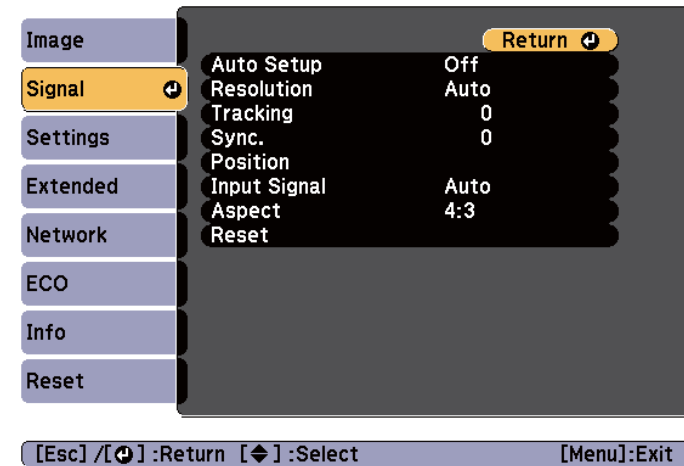 Image
Signal
Settings
Extended
Network
ECO
Info
Reset
Return
Auto Setup Off
Resolution Auto
Tracking 0
Sync. 0
Position
Input Signal Auto
Aspect 4:3
Reset
[Esc] /[⏎] :Return [◆] :Select [Menu]:Exit